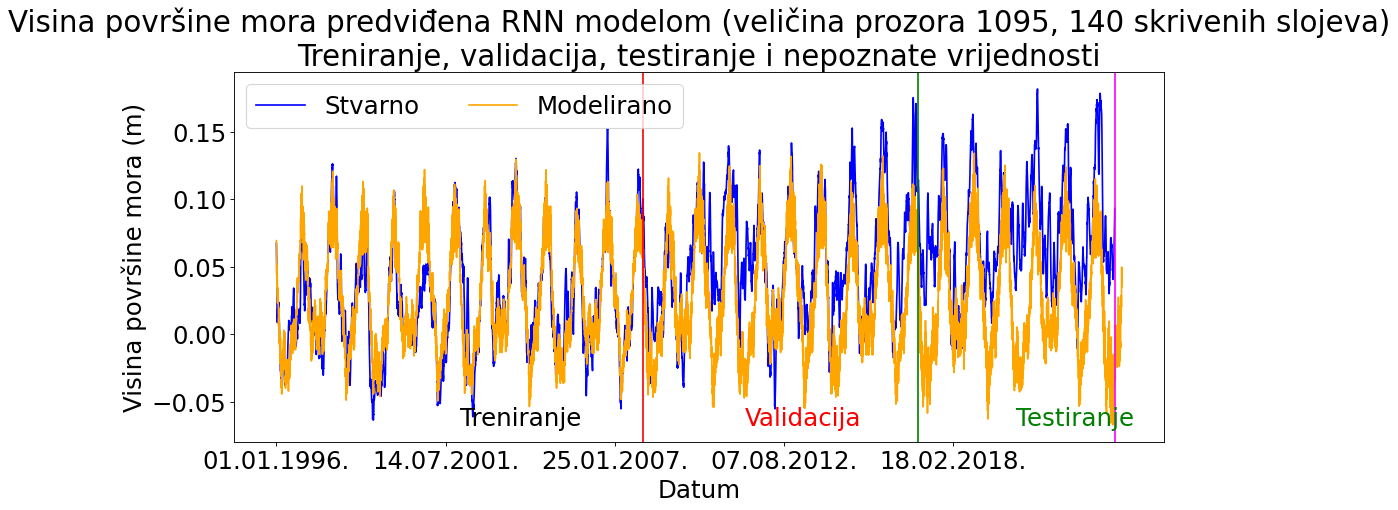 Visina površine mora predviđena RNN modelom (veličina prozora 1095, 140 skrivenih slojeva)
Treniranje, validacija, testiranje i nepoznate vrijednosti
Stvarno
Modelirano
Visina površine mora (m)
0.15
0.10
0.05
0.00
−0.05
Treniranje
Validacija
Testiranje
01.01.1996.
14.07.2001.
25.01.2007.
07.08.2012.
18.02.2018.
Datum